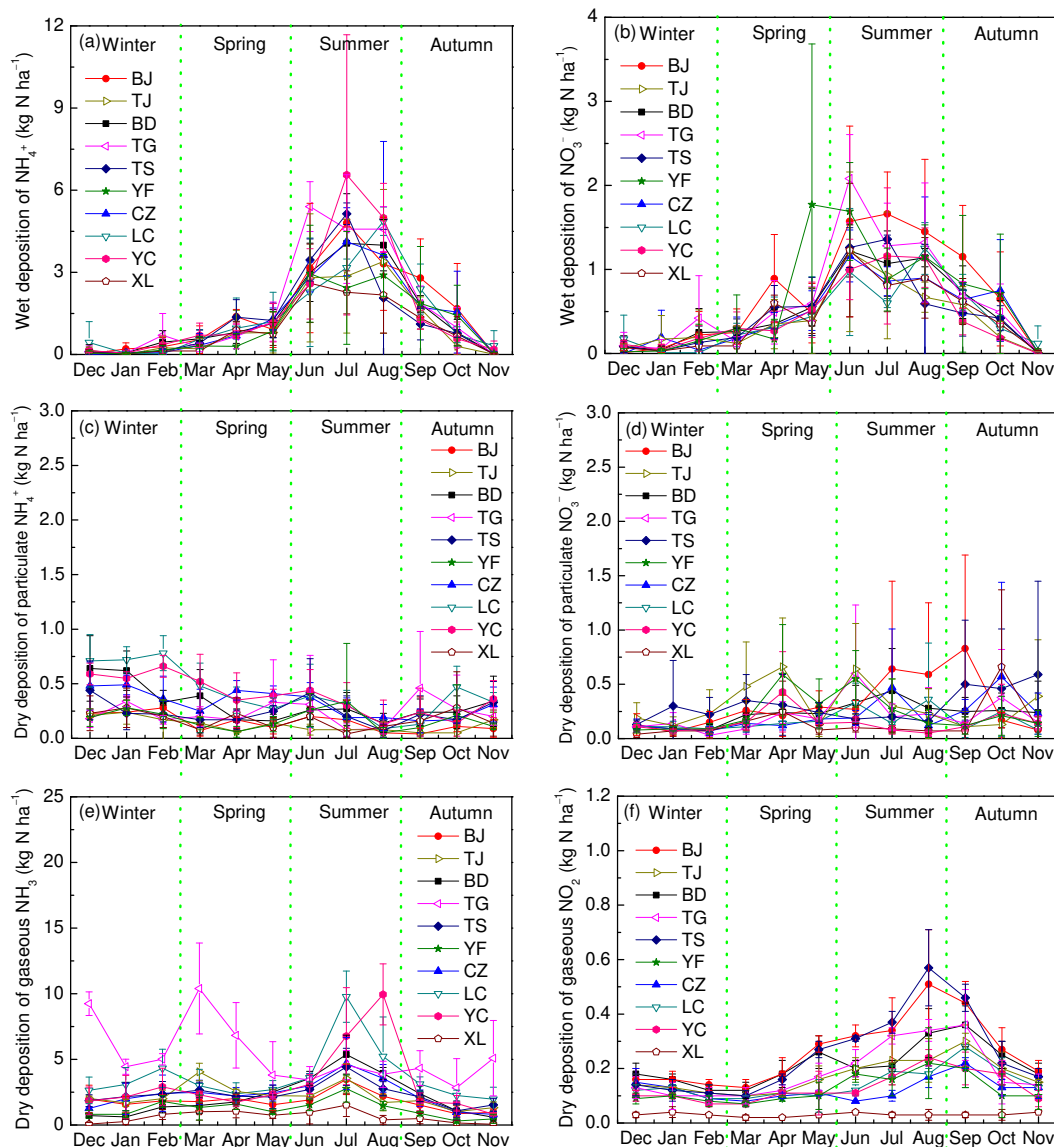 Wet deposition of NH₄⁺ (kg N ha⁻¹)
12
9
6
3
0
(a) Winter Spring Summer Autumn
BJ
TJ
BD
TG
TS
YF
CZ
LC
YC
XL
Dec Jan Feb Mar Apr May Jun Jul Aug Sep Oct Nov
Wet deposition of NO₃⁻ (kg N ha⁻¹)
4
3
2
1
0
(b) Winter Spring Summer Autumn
BJ
TJ
BD
TG
TS
YF
CZ
LC
YC
XL
Dec Jan Feb Mar Apr May Jun Jul Aug Sep Oct Nov
Dry deposition of particulate NH₄⁺ (kg N ha⁻¹)
3.0
2.5
2.0
1.5
1.0
0.5
0.0
(c) Winter Spring Summer Autumn
BJ
TJ
BD
TG
TS
YF
CZ
LC
YC
XL
Dec Jan Feb Mar Apr May Jun Jul Aug Sep Oct Nov
Dry deposition of particulate NO₃⁻ (kg N ha⁻¹)
3.0
2.5
2.0
1.5
1.0
0.5
0.0
(d) Winter Spring Summer Autumn
BJ
TJ
BD
TG
TS
YF
CZ
LC
YC
XL
Dec Jan Feb Mar Apr May Jun Jul Aug Sep Oct Nov
Dry deposition of gaseous NH₃ (kg N ha⁻¹)
25
20
15
10
5
0
(e) Winter Spring Summer Autumn
BJ
TJ
BD
TG
TS
YF
CZ
LC
YC
XL
Dec Jan Feb Mar Apr May Jun Jul Aug Sep Oct Nov
Dry deposition of gaseous NO₂ (kg N ha⁻¹)
1.2
1.0
0.8
0.6
0.4
0.2
0.0
(f) Winter Spring Summer Autumn
BJ
TJ
BD
TG
TS
YF
CZ
LC
YC
XL
Dec Jan Feb Mar Apr May Jun Jul Aug Sep Oct Nov